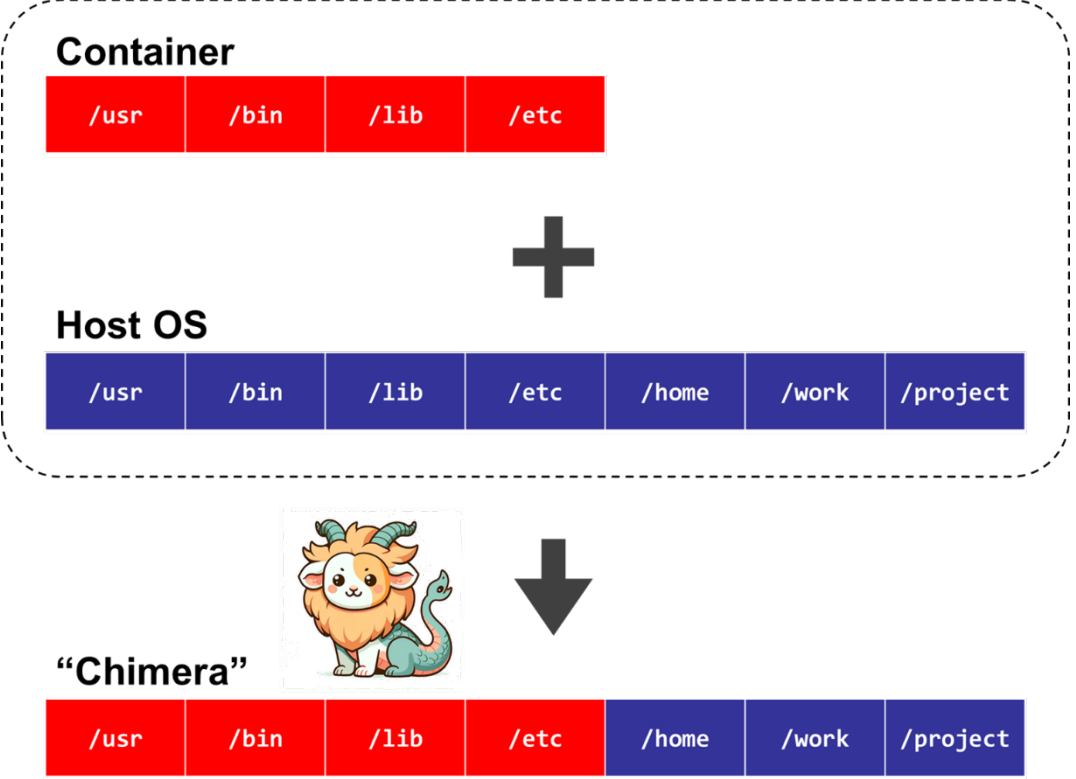 Container
/usr /bin /lib /etc
Host OS
/usr /bin /lib /etc /home /work /project
“Chimera”
/usr /bin /lib /etc /home /work /project